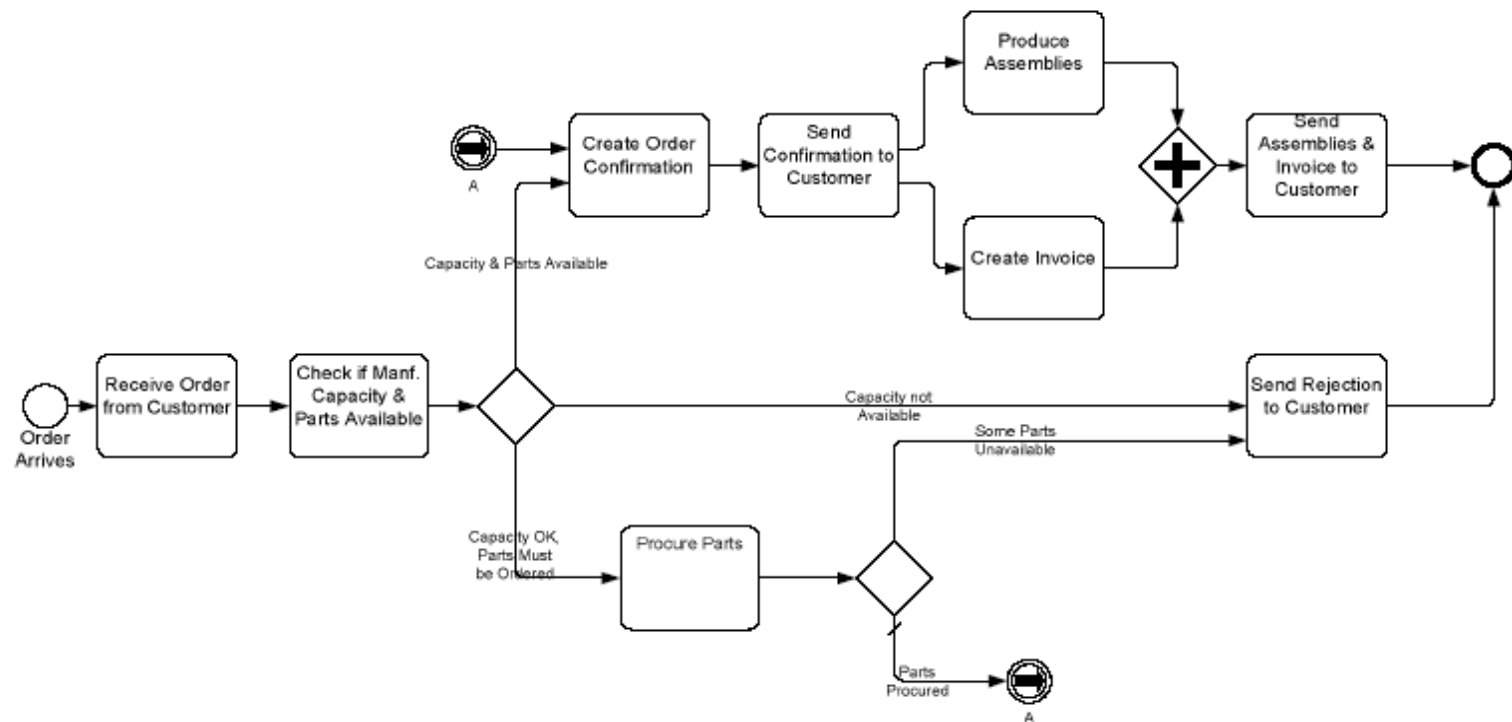 Produce
Assemblies
Create Order
Confirmation
Send
Confirmation to
Customer
Send
Assemblies &
Invoice to
Customer
A
Create Invoice
Capacity & Parts Available
Order
Arrives
Receive Order
from Customer
Check if Manf.
Capacity &
Parts Available
Capacity not
Available
Send Rejection
to Customer
Some Parts
Unavailable
Capacity OK,
Parts Must
be Ordered
Procure Parts
Parts
Procured
A